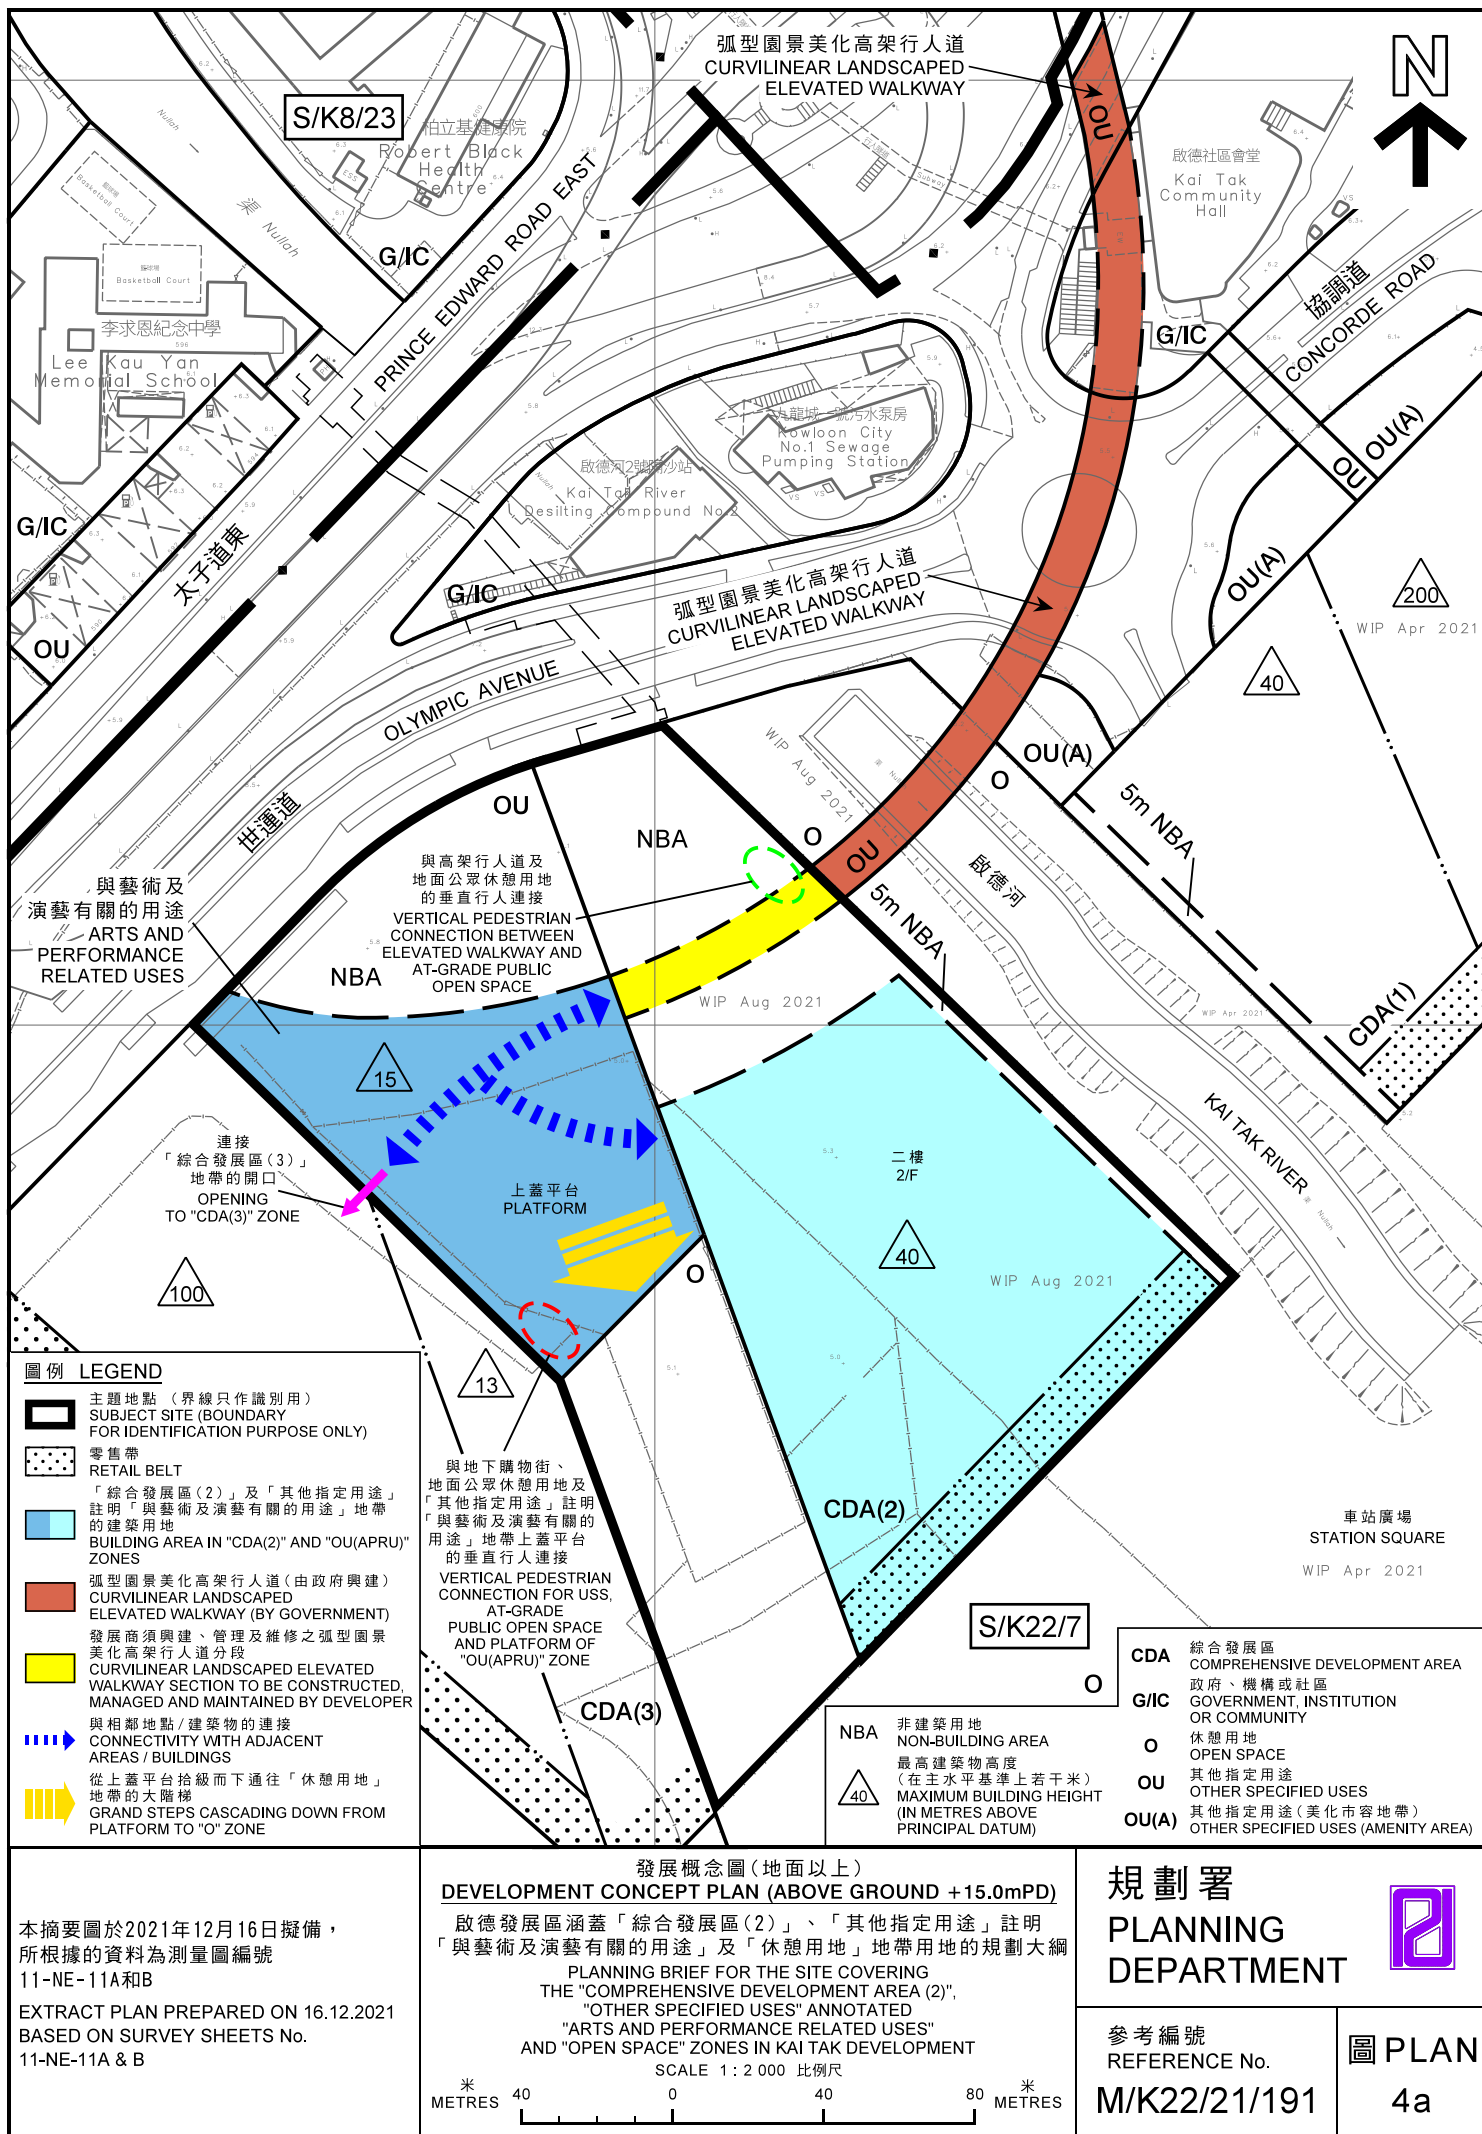 弧型園景美化高架行人道
CURVILINEAR LANDSCAPED
ELEVATED WALKWAY
N
S/K8/23
柏立基健康院
Robert Black
Health
Centre
ESS
Nullah
渠 Nullah
籃球場
Basketball Court
籃球場
Basketball Court
G/IC
PRINCE EDWARD ROAD EAST
Subway
OU
啟德社區會堂
Kai Tak
Community
Hall
VS
協調道
CONCORDE ROAD
G/IC
李求恩紀念中學
Lee Kau Yan
Memorial School
九龍城一號污水泵房
Kowloon City
No.1 Sewage
Pumping Station
VS VS
啟德河2號隔沙站
Kai Tak River
Desilting Compound No.2
Nullah
OU(A)
OU
G/IC
太子道東
G/IC
OU
弧型園景美化高架行人道
CURVILINEAR LANDSCAPED
ELEVATED WALKWAY
OU(A)
200
WIP Apr 2021
40
OLYMPIC AVENUE
世運道
OU
NBA
WIP Aug 2021
OU(A)
O
5m NBA
O
OU
啟德河
5m NBA
與高架行人道及
地面公眾休憩用地
的垂直行人連接
VERTICAL PEDESTRIAN
CONNECTION BETWEEN
ELEVATED WALKWAY AND
AT-GRADE PUBLIC
OPEN SPACE
與藝術及
演藝有關的用途
ARTS AND
PERFORMANCE
RELATED USES
NBA
WIP Aug 2021
WIP Apr 2021
CDA(1)
15
KAI TAK RIVER
渠 Nullah
連接
「綜合發展區(3)」
地帶的開口
OPENING
TO "CDA(3)" ZONE
上蓋平台
PLATFORM
二樓
2/F
40
O
WIP Aug 2021
100
13
圖例 LEGEND
主題地點 (界線只作識別用)
SUBJECT SITE (BOUNDARY
FOR IDENTIFICATION PURPOSE ONLY)
零售帶
RETAIL BELT
「綜合發展區(2)」及「其他指定用途」
註明「與藝術及演藝有關的用途」地帶
的建築用地
BUILDING AREA IN "CDA(2)" AND "OU(APRU)"
ZONES
弧型園景美化高架行人道(由政府興建)
CURVILINEAR LANDSCAPED
ELEVATED WALKWAY (BY GOVERNMENT)
發展商須興建、管理及維修之弧型園景
美化高架行人道分段
CURVILINEAR LANDSCAPED ELEVATED
WALKWAY SECTION TO BE CONSTRUCTED,
MANAGED AND MAINTAINED BY DEVELOPER
與相鄰地點/建築物的連接
CONNECTIVITY WITH ADJACENT
AREAS / BUILDINGS
從上蓋平台拾級而下通往「休憩用地」
地帶的大階梯
GRAND STEPS CASCADING DOWN FROM
PLATFORM TO "O" ZONE
與地下購物街、
地面公眾休憩用地及
「其他指定用途」註明
「與藝術及演藝有關的
用途」地帶上蓋平台
的垂直行人連接
VERTICAL PEDESTRIAN
CONNECTION FOR USS,
AT-GRADE
PUBLIC OPEN SPACE
AND PLATFORM OF
"OU(APRU)" ZONE
CDA(2)
CDA(3)
車站廣場
STATION SQUARE
WIP Apr 2021
S/K22/7
O
NBA 非建築用地
NON-BUILDING AREA
40 最高建築物高度
(在主水平基準上若干米)
MAXIMUM BUILDING HEIGHT
(IN METRES ABOVE
PRINCIPAL DATUM)
CDA 綜合發展區
COMPREHENSIVE DEVELOPMENT AREA
G/IC 政府、機構或社區
GOVERNMENT, INSTITUTION
OR COMMUNITY
O 休憩用地
OPEN SPACE
OU 其他指定用途
OTHER SPECIFIED USES
OU(A) 其他指定用途(美化市容地帶)
OTHER SPECIFIED USES (AMENITY AREA)
本摘要圖於2021年12月16日擬備,
所根據的資料為測量圖編號
11-NE-11A和B
EXTRACT PLAN PREPARED ON 16.12.2021
BASED ON SURVEY SHEETS No.
11-NE-11A & B
發展概念圖(地面以上)
DEVELOPMENT CONCEPT PLAN (ABOVE GROUND +15.0mPD)
啟德發展區涵蓋「綜合發展區(2)」、「其他指定用途」註明
「與藝術及演藝有關的用途」及「休憩用地」地帶用地的規劃大綱
PLANNING BRIEF FOR THE SITE COVERING
THE "COMPREHENSIVE DEVELOPMENT AREA (2)",
"OTHER SPECIFIED USES" ANNOTATED
"ARTS AND PERFORMANCE RELATED USES"
AND "OPEN SPACE" ZONES IN KAI TAK DEVELOPMENT
SCALE 1 : 2 000 比例尺
米 METRES 40 0 40 80 米 METRES
規劃署
PLANNING
DEPARTMENT
參考編號
REFERENCE No.
M/K22/21/191
圖 PLAN
4a